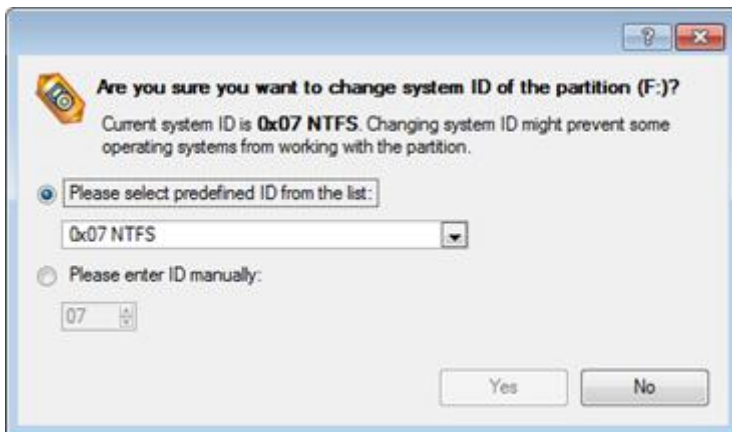 Are you sure you want to change system ID of the partition (F:)?
Current system ID is 0x07 NTFS. Changing system ID might prevent some
operating systems from working with the partition.
Please select predefined ID from the list:
0x07 NTFS
Please enter ID manually:
07
Yes No